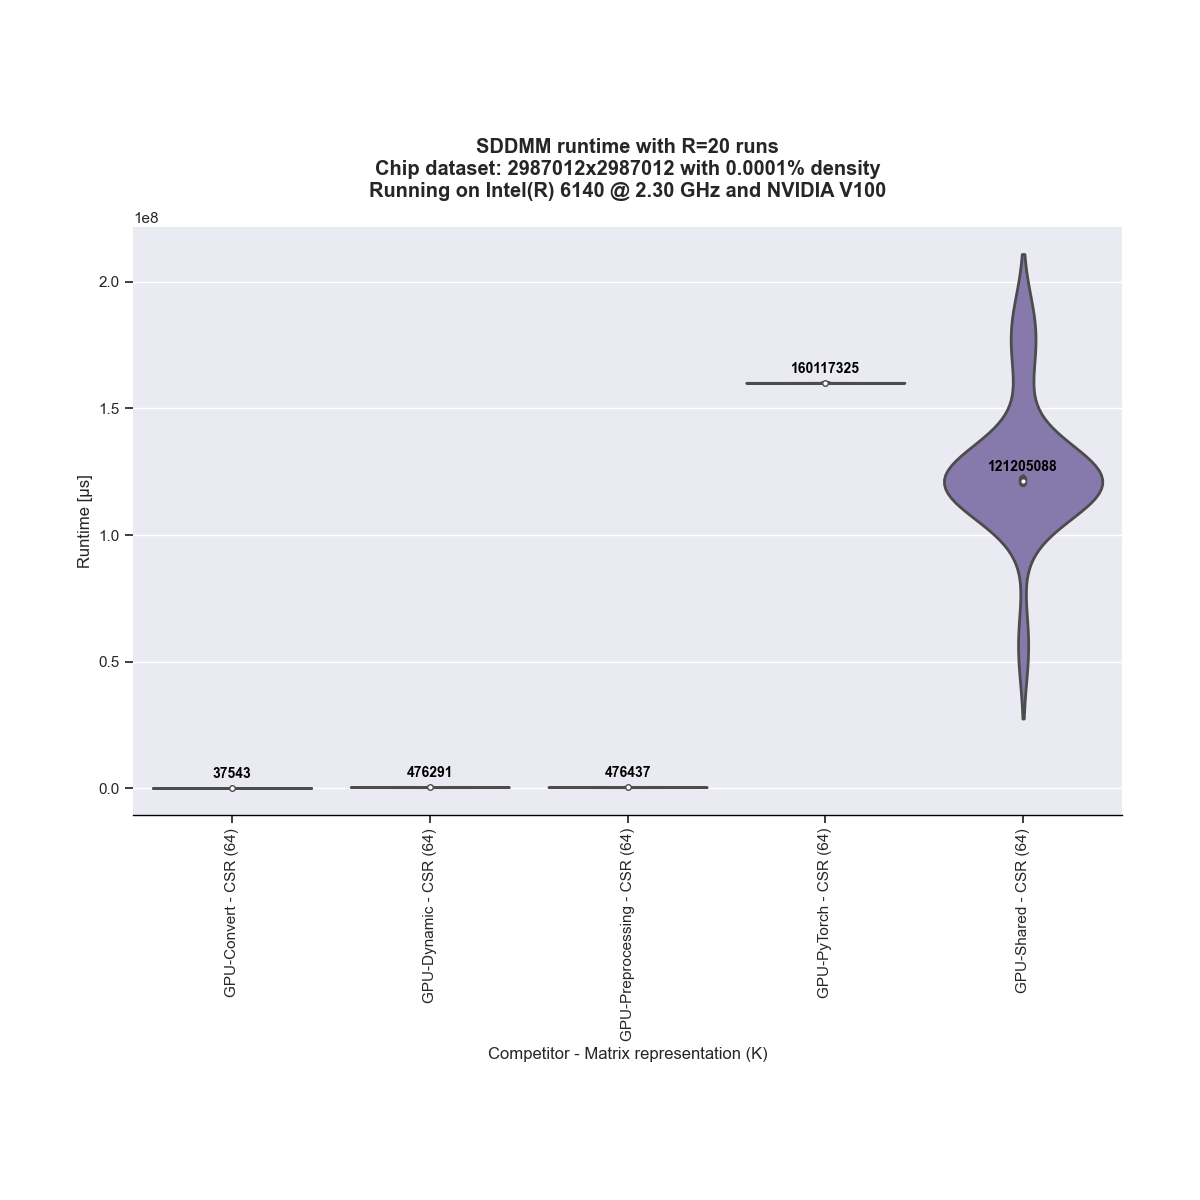 SDDMM runtime with R=20 runs
Chip dataset: 2987012x2987012 with 0.0001% density
Running on Intel(R) 6140 @ 2.30 GHz and NVIDIA V100
1e8
2.0
1.5
1.0
0.5
0.0
Runtime [μs]
37543
476291
476437
160117325
121205088
GPU-Convert - CSR (64)
GPU-Dynamic - CSR (64)
GPU-Preprocessing - CSR (64)
GPU-PyTorch - CSR (64)
GPU-Shared - CSR (64)
Competitor - Matrix representation (K)